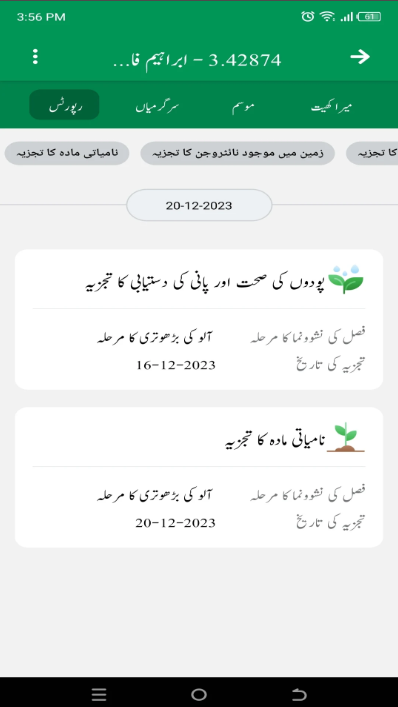 3:56 PM
3.42874 – ابراہیم فا...
میرا کھیت
موسم
سرگرمیاں
رپورٹس
کا تجزیہ
زمین میں موجود نائٹروجن کا تجزیہ
نامیاتی مادہ کا تجزیہ
20-12-2023
پودوں کی صحت اور پانی کی دستیابی کا تجزیہ
فصل کی نشوونما کا مرحلہ آلو کی بڑھوتری کا مرحلہ
تجزیہ کی تاریخ 16-12-2023
نامیاتی مادہ کا تجزیہ
فصل کی نشوونما کا مرحلہ آلو کی بڑھوتری کا مرحلہ
تجزیہ کی تاریخ 20-12-2023